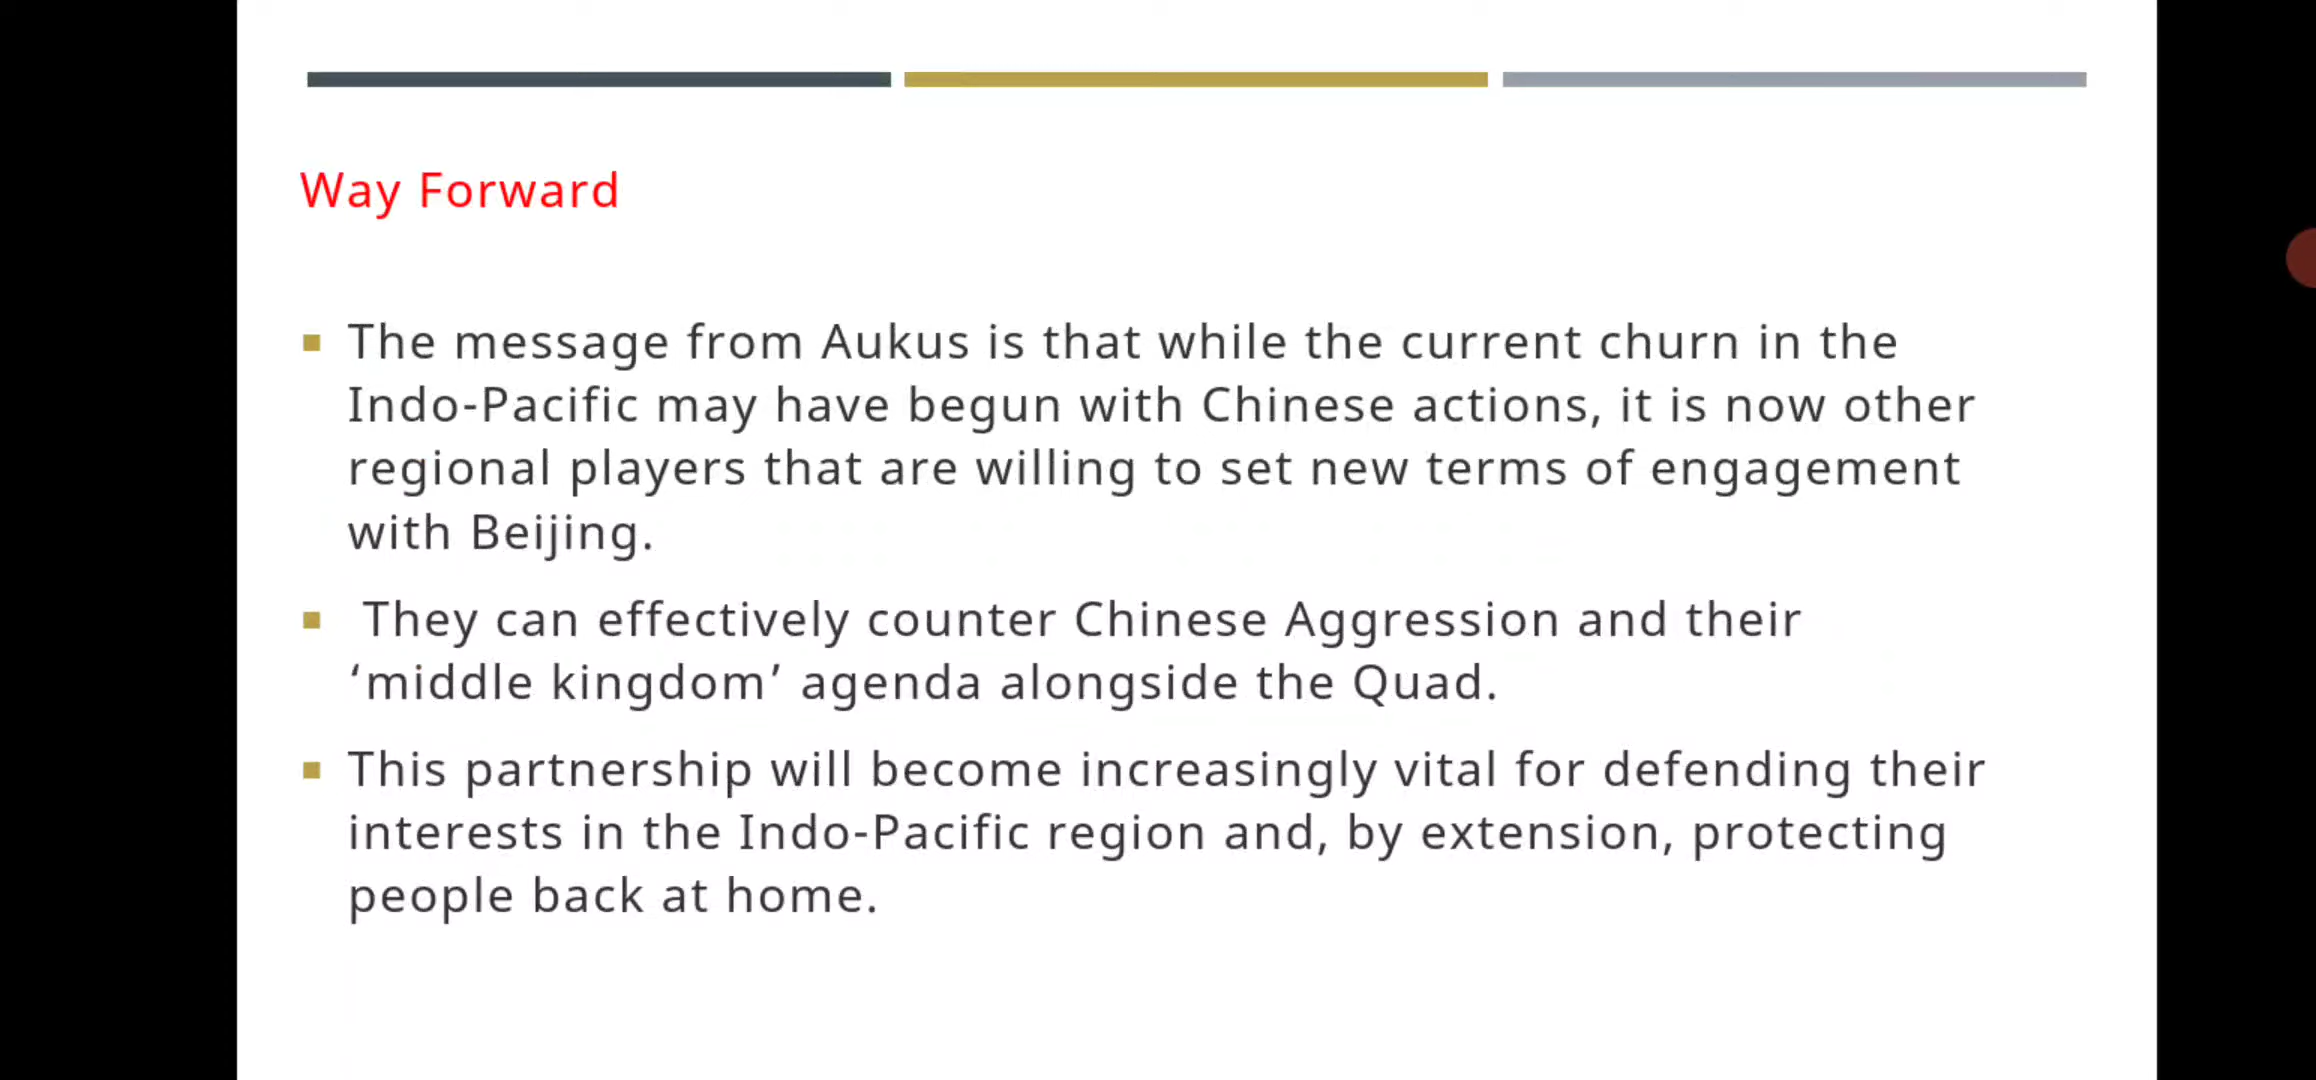 Way Forward
The message from Aukus is that while the current churn in the
Indo-Pacific may have begun with Chinese actions, it is now other
regional players that are willing to set new terms of engagement
with Beijing.
They can effectively counter Chinese Aggression and their
‘middle kingdom’ agenda alongside the Quad.
This partnership will become increasingly vital for defending their
interests in the Indo-Pacific region and, by extension, protecting
people back at home.